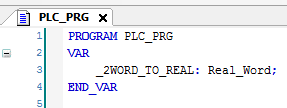 PLC_PRG
1 PROGRAM PLC_PRG
2 VAR
3 _2WORD_TO_REAL: Real_Word;
4 END_VAR
5